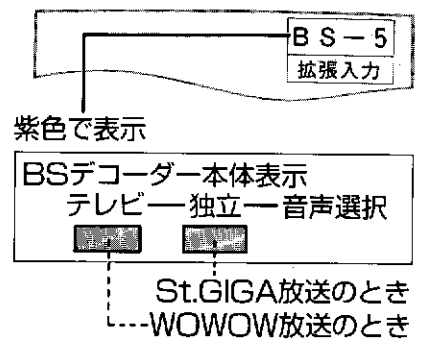 BS-5
拡張入力
紫色で表示
BSデコーダー本体表示
テレビ―独立―音声選択
St.GIGA放送のとき
WOWOW放送のとき